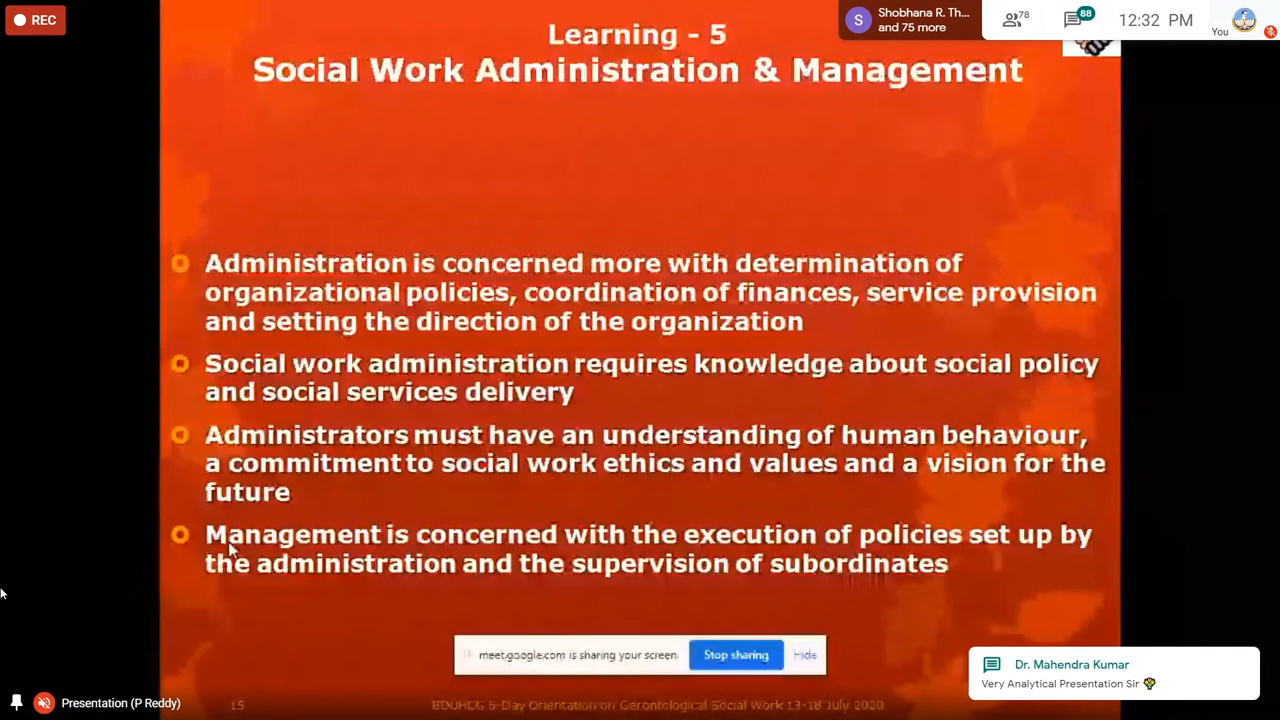 REC
Shobhana R. Th...
and 75 more
S
78
88
12:32 PM
You
Learning - 5
Social Work Administration & Management
Administration is concerned more with determination of
organizational policies, coordination of finances, service provision
and setting the direction of the organization
Social work administration requires knowledge about social policy
and social services delivery
Administrators must have an understanding of human behaviour,
a commitment to social work ethics and values and a vision for the
future
Management is concerned with the execution of policies set up by
the administration and the supervision of subordinates
meet.google.com is sharing your screen.
Stop sharing
Hide
Dr. Mahendra Kumar
Very Analytical Presentation Sir
Presentation (P Reddy)
15
-Day Orientation on Gerontological Social Work 13-18 July 2020